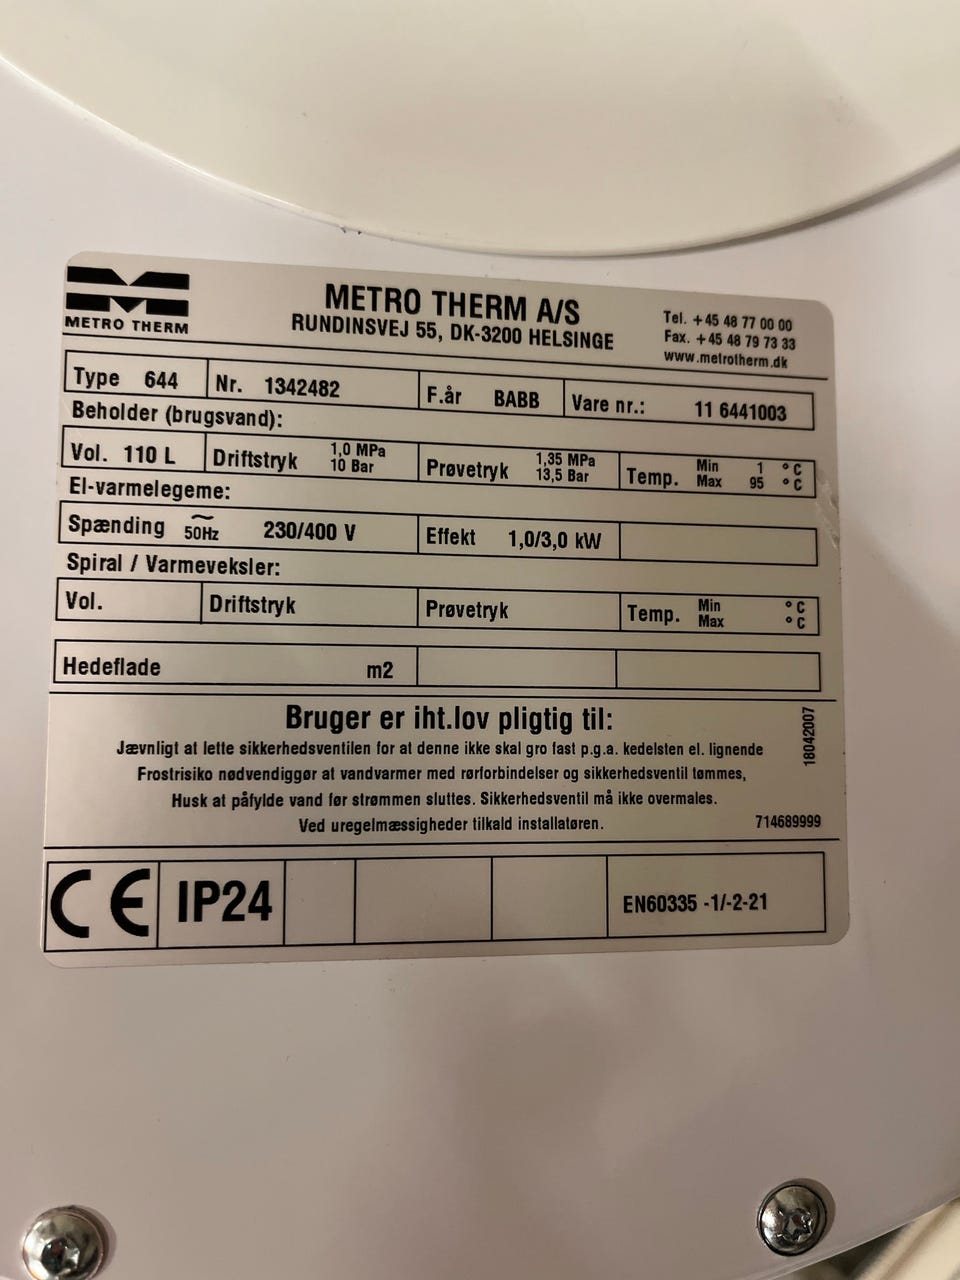 METRO THERM
METRO THERM A/S
RUNDINSVEJ 55, DK-3200 HELSINGE
Tel. +45 48 77 00 00
Fax. +45 48 79 73 33
www.metrotherm.dk
Type 644 Nr. 1342482 F.år BABB Vare nr.: 11 6441003
Beholder (brugsvand):
Vol. 110 L Driftstryk 1,0 MPa 10 Bar Prøvetryk 1,35 MPa 13,5 Bar Temp. Min 1 °C Max 95 °C
El-varmelegeme:
Spænding ~ 50Hz 230/400 V Effekt 1,0/3,0 kW
Spiral / Varmeveksler:
Vol. Driftstryk Prøvetryk Temp. Min °C Max °C
Hedeflade m2
Bruger er iht.lov pligtig til:
Jævnligt at lette sikkerhedsventilen for at denne ikke skal gro fast p.g.a. kedelsten el. lignende
Frostrisiko nødvendiggør at vandvarmer med rørforbindelser og sikkerhedsventil tømmes,
Husk at påfylde vand før strømmen sluttes. Sikkerhedsventil må ikke overmales.
Ved uregelmæssigheder tilkald installatøren.
714689999
18042007
CE IP24 EN60335 -1/-2-21